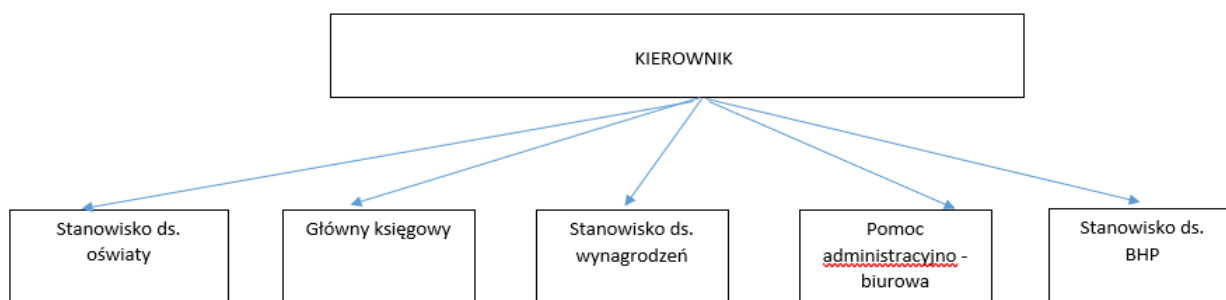 KIEROWNIK
Stanowisko ds.
oświaty
Główny księgowy
Stanowisko ds.
wynagrodzeń
Pomoc
administracyjno -
biurowa
Stanowisko ds.
BHP